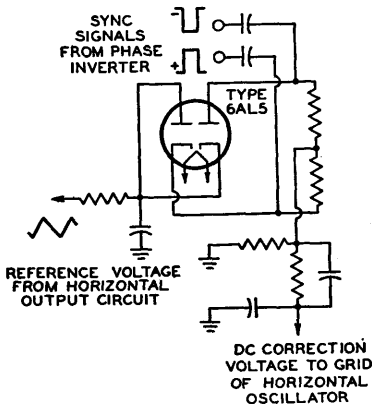 SYNC
SIGNALS
FROM PHASE
INVERTER
−
+
TYPE
6AL5
REFERENCE VOLTAGE
FROM HORIZONTAL
OUTPUT CIRCUIT
DC CORRECTION
VOLTAGE TO GRID
OF HORIZONTAL
OSCILLATOR